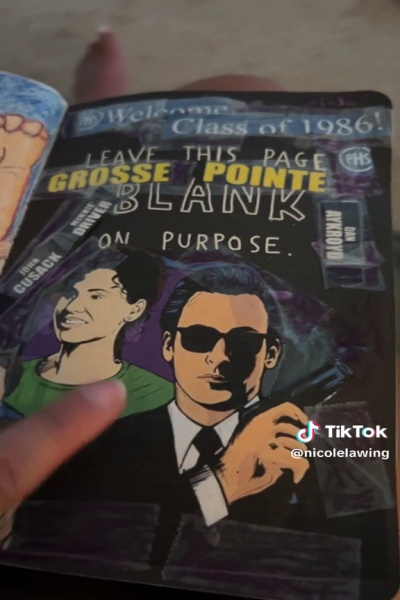 Welcome
Class of 1986!
LEAVE THIS PAGE
PHS
GROSSE POINTE
BLANK
ON PURPOSE.
MINNIE
DRIVER
JOHN
CUSACK
DAN
AYKROYD
TikTok
@nicolelawing